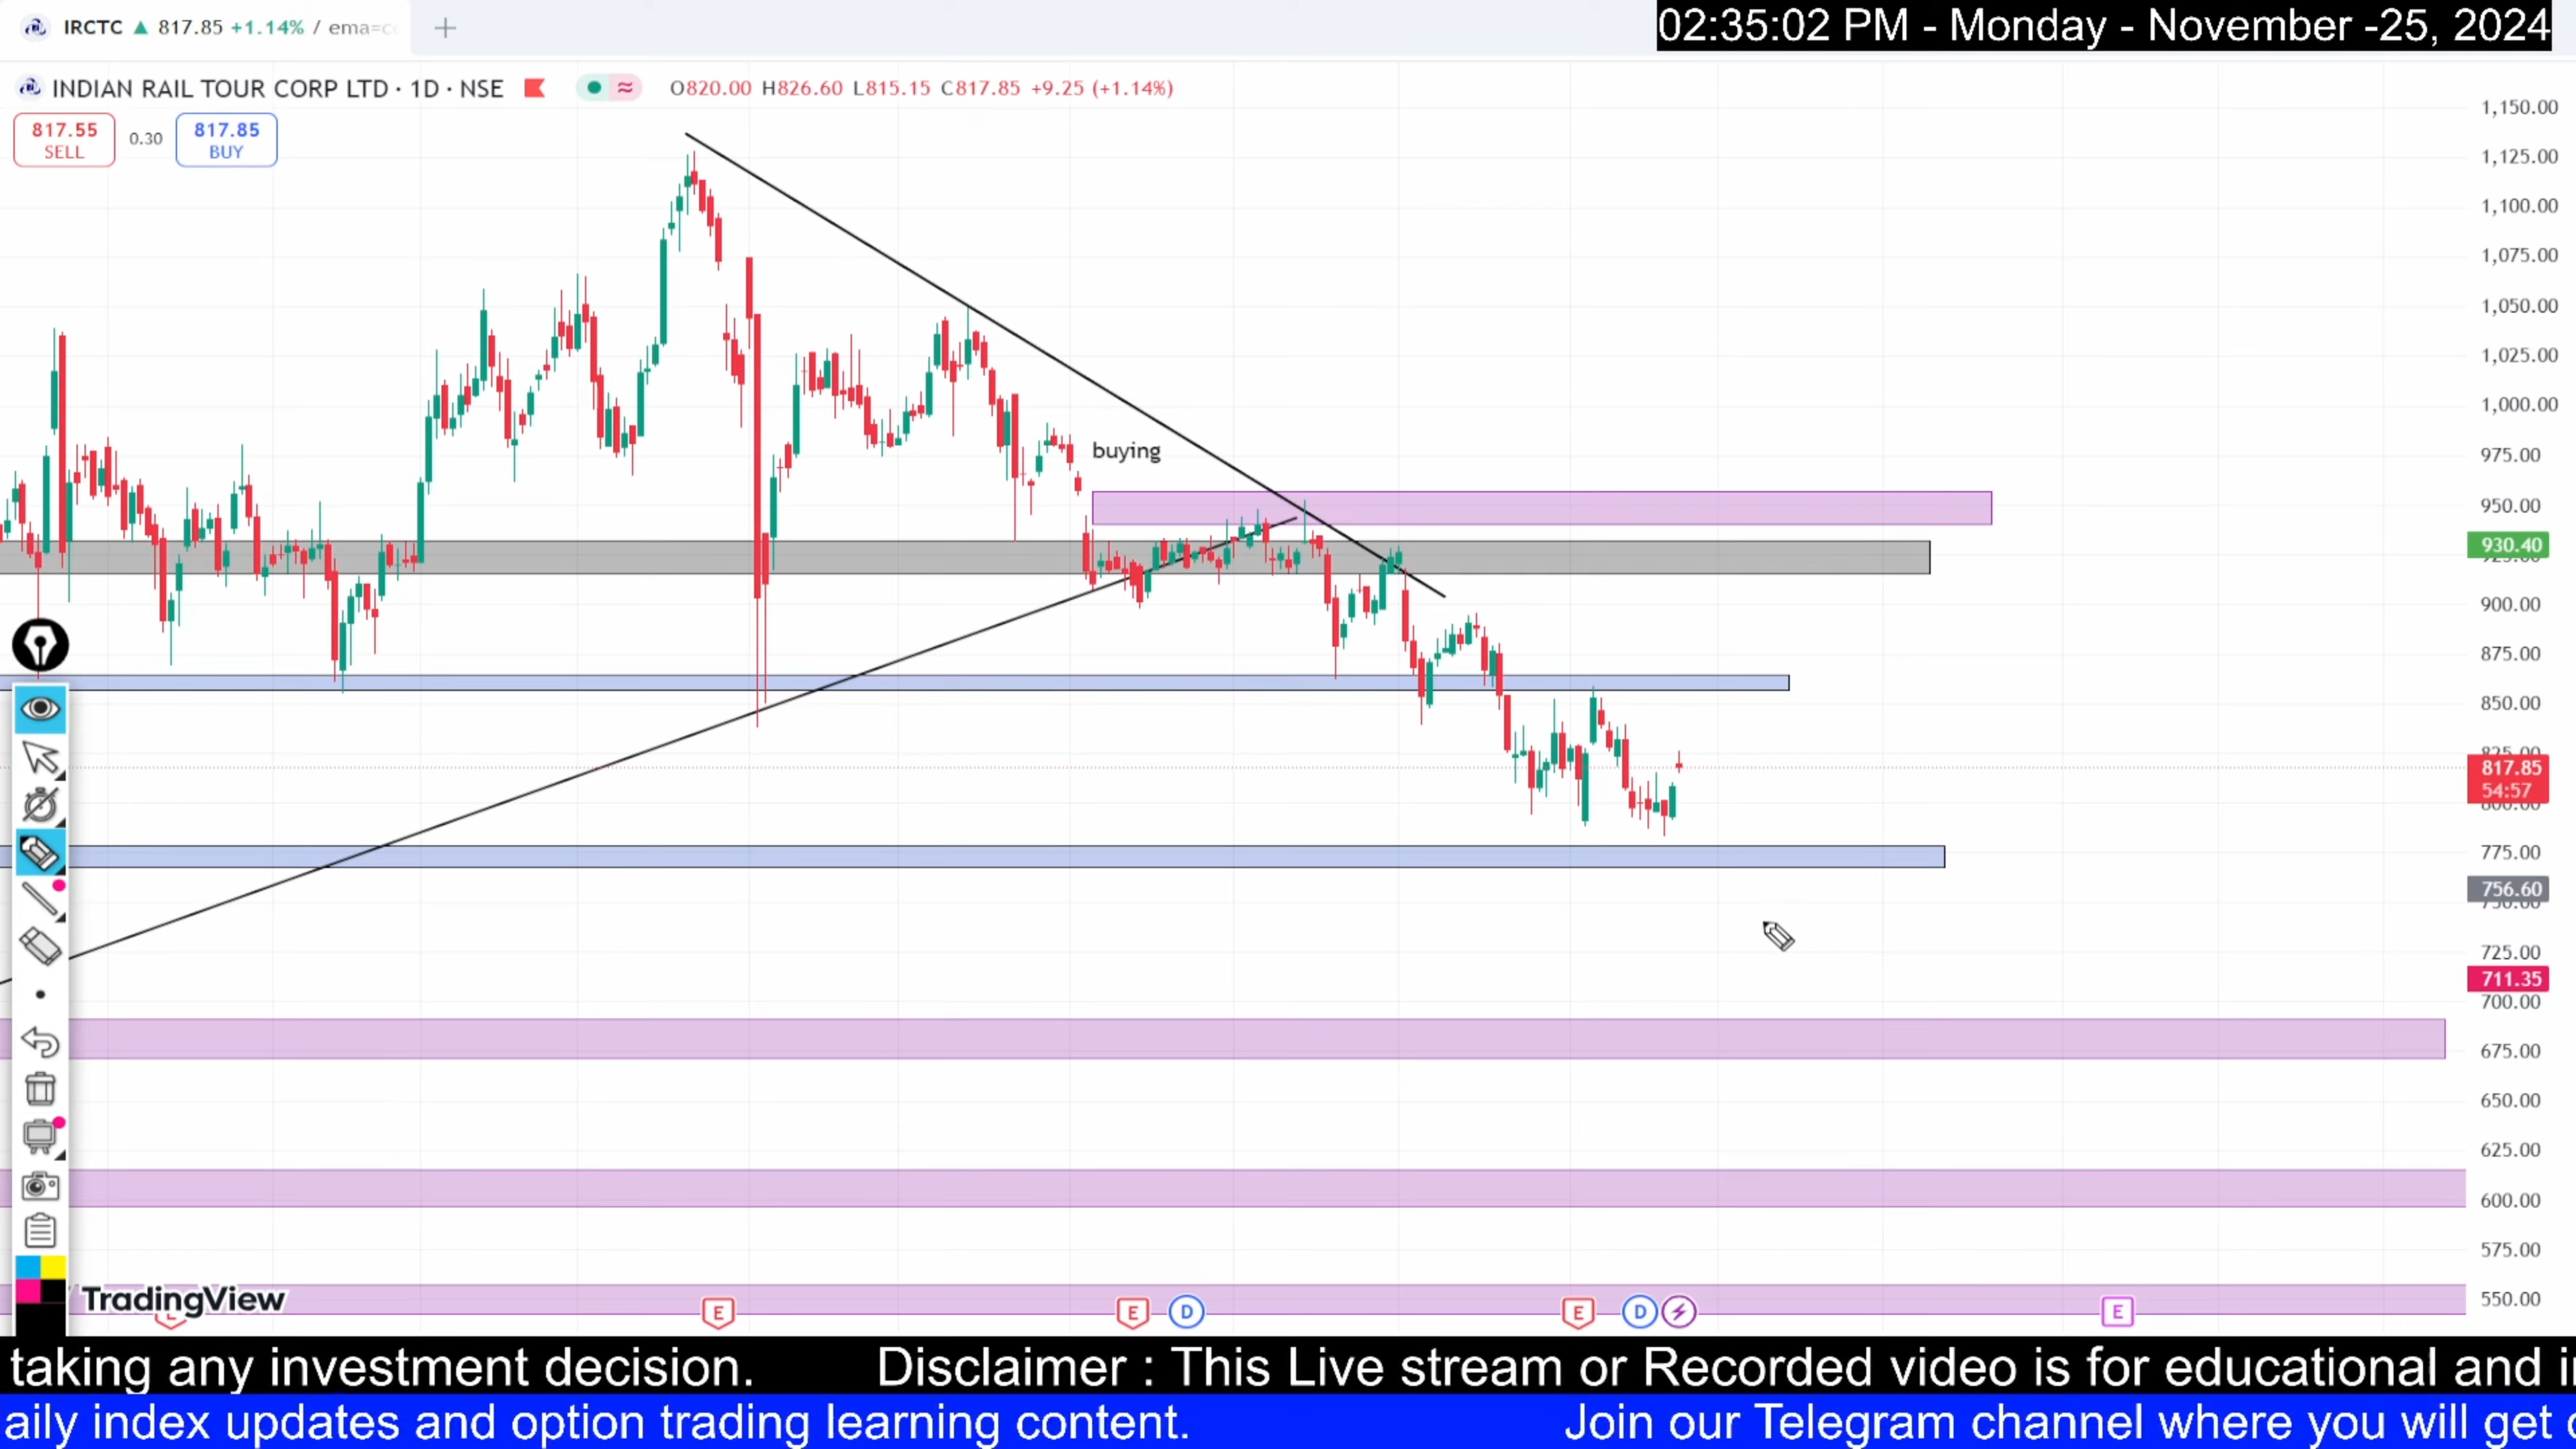 IRCTC ▲ 817.85 +1.14% / ema=c
02:35:02 PM - Monday - November -25, 2024
INDIAN RAIL TOUR CORP LTD · 1D · NSE
O820.00 H826.60 L815.15 C817.85 +9.25 (+1.14%)
817.55
SELL
0.30
817.85
BUY
1,150.00
1,125.00
1,100.00
1,075.00
1,050.00
1,025.00
1,000.00
buying
975.00
950.00
930.40
900.00
875.00
850.00
825.00
817.85
54:57
800.00
775.00
756.60
750.00
725.00
711.35
700.00
675.00
650.00
625.00
600.00
575.00
550.00
TradingView
E
E
D
E
D
E
taking any investment decision.
Disclaimer : This Live stream or Recorded video is for educational and i
aily index updates and option trading learning content.
Join our Telegram channel where you will get